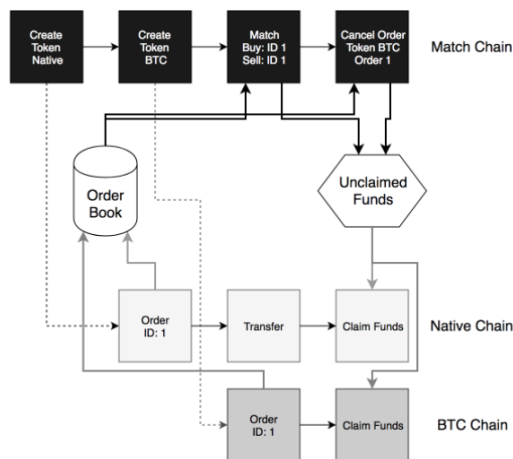 Create
Token
Native
Create
Token
BTC
Match
Buy: ID 1
Sell: ID 1
Cancel Order
Token BTC
Order 1
Match Chain
Order
Book
Unclaimed
Funds
Order
ID: 1
Transfer
Claim Funds
Native Chain
Order
ID: 1
Claim Funds
BTC Chain